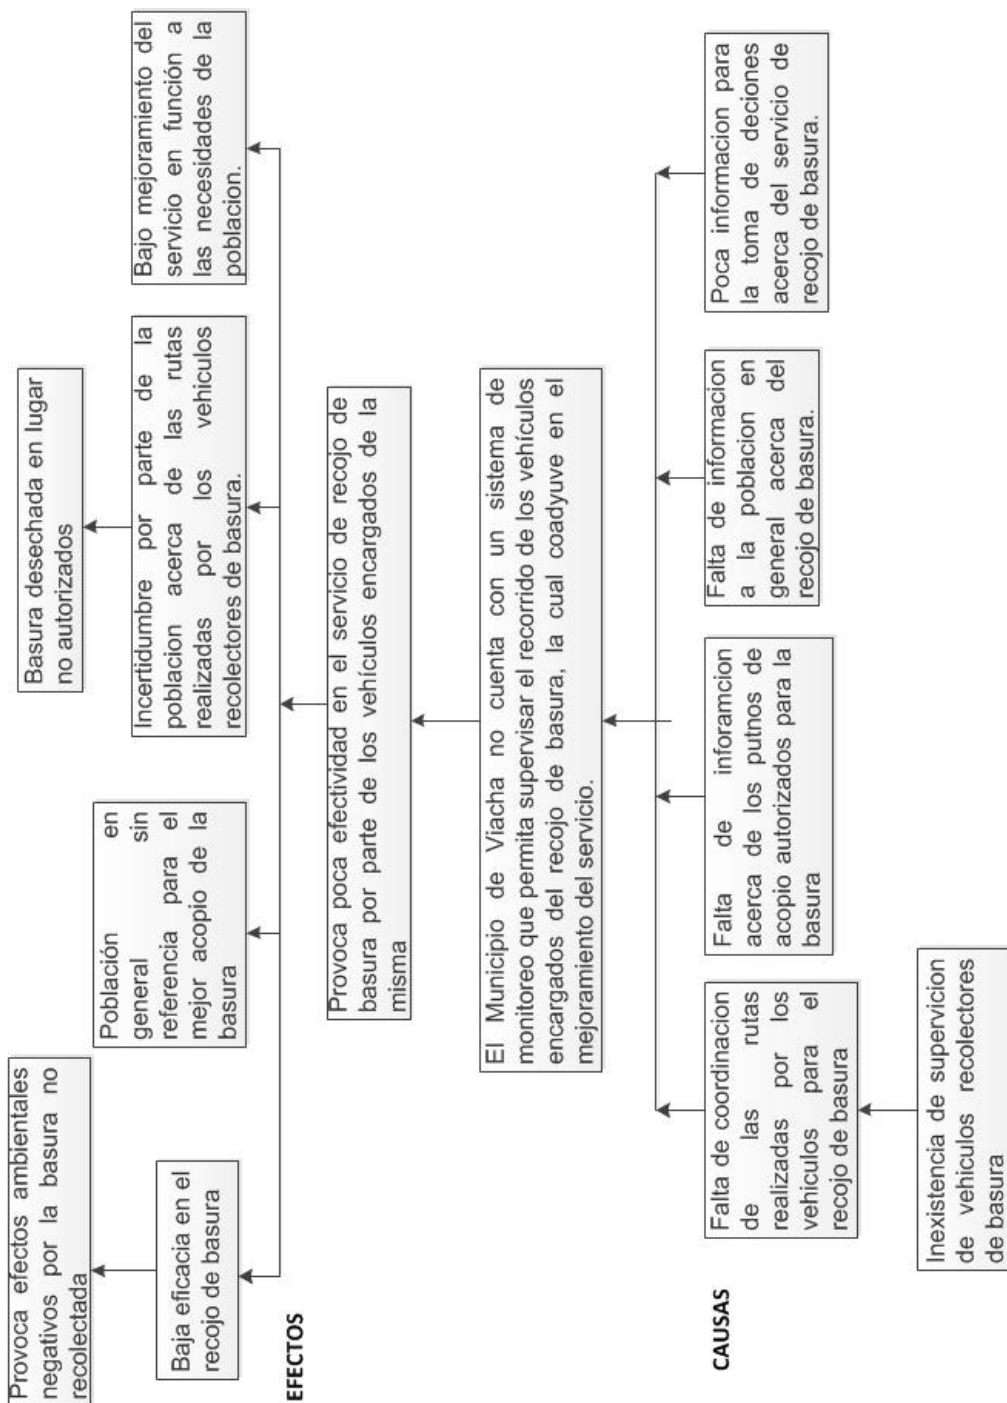 Provoca efectos ambientales
negativos por la basura no
recolectada
Basura desechada en lugar
no autorizados
Baja eficacia en el
recojo de basura
Población en
general sin
referencia para el
mejor acopio de la
basura
Incertidumbre por parte de la
poblacion acerca de las rutas
realizadas por los vehiculos
recolectores de basura.
Bajo mejoramiento del
servicio en función a
las necesidades de la
poblacion.
EFECTOS
Provoca poca efectividad en el servicio de recojo de
basura por parte de los vehículos encargados de la
misma
El Municipio de Viacha no cuenta con un sistema de
monitoreo que permita supervisar el recorrido de los vehículos
encargados del recojo de basura, la cual coadyuve en el
mejoramiento del servicio.
CAUSAS
Falta de coordinacion
de las rutas
realizadas por los
vehiculos para el
recojo de basura
Falta de inforamcion
acerca de los putnos de
acopio autorizados para la
basura
Falta de informacion
a la poblacion en
general acerca del
recojo de basura.
Poca informacion para
la toma de deciones
acerca del servicio de
recojo de basura.
Inexistencia de supervicion
de vehiculos recolectores
de basura